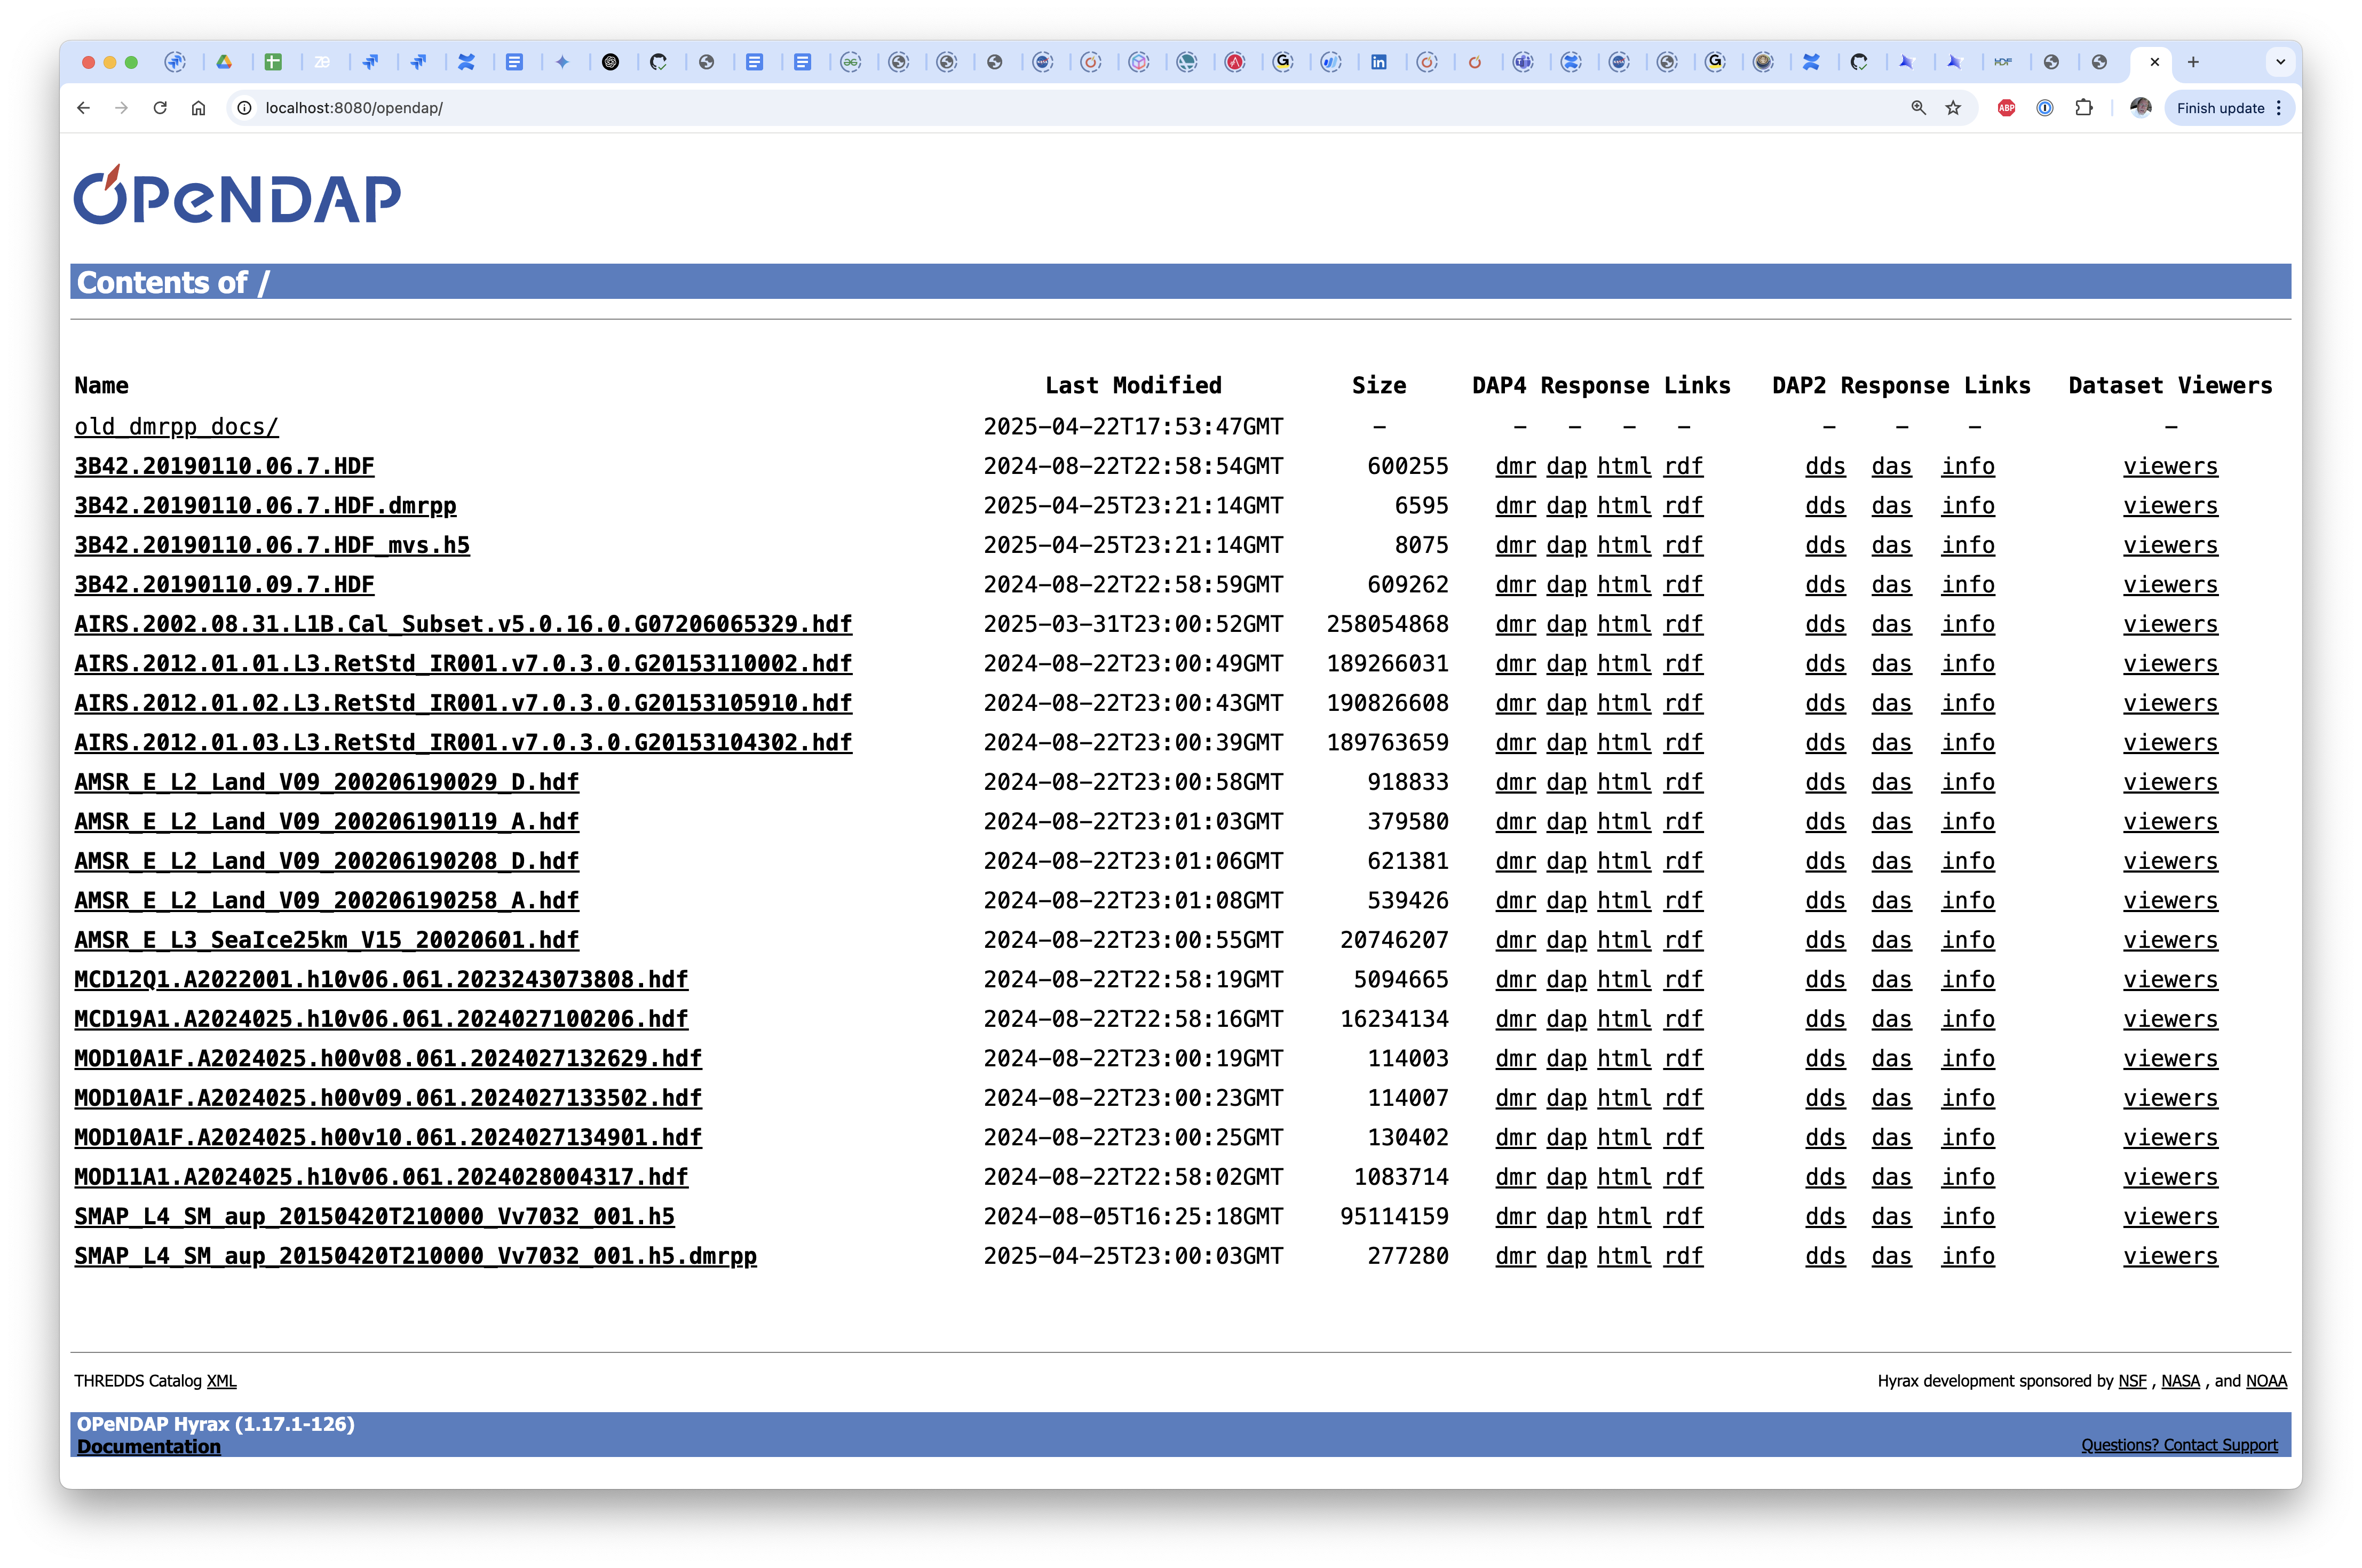 localhost:8080/opendap/
Finish update
OPeNDAP
Contents of /
Name Last Modified Size DAP4 Response Links DAP2 Response Links Dataset Viewers
old_dmrpp_docs/ 2025-04-22T17:53:47GMT - - - - - - - - -
3B42.20190110.06.7.HDF 2024-08-22T22:58:54GMT 600255 dmr dap html rdf dds das info viewers
3B42.20190110.06.7.HDF.dmrpp 2025-04-25T23:21:14GMT 6595 dmr dap html rdf dds das info viewers
3B42.20190110.06.7.HDF_mvs.h5 2025-04-25T23:21:14GMT 8075 dmr dap html rdf dds das info viewers
3B42.20190110.09.7.HDF 2024-08-22T22:58:59GMT 609262 dmr dap html rdf dds das info viewers
AIRS.2002.08.31.L1B.Cal_Subset.v5.0.16.0.G07206065329.hdf 2025-03-31T23:00:52GMT 258054868 dmr dap html rdf dds das info viewers
AIRS.2012.01.01.L3.RetStd_IR001.v7.0.3.0.G20153110002.hdf 2024-08-22T23:00:49GMT 189266031 dmr dap html rdf dds das info viewers
AIRS.2012.01.02.L3.RetStd_IR001.v7.0.3.0.G20153105910.hdf 2024-08-22T23:00:43GMT 190826608 dmr dap html rdf dds das info viewers
AIRS.2012.01.03.L3.RetStd_IR001.v7.0.3.0.G20153104302.hdf 2024-08-22T23:00:39GMT 189763659 dmr dap html rdf dds das info viewers
AMSR_E_L2_Land_V09_200206190029_D.hdf 2024-08-22T23:00:58GMT 918833 dmr dap html rdf dds das info viewers
AMSR_E_L2_Land_V09_200206190119_A.hdf 2024-08-22T23:01:03GMT 379580 dmr dap html rdf dds das info viewers
AMSR_E_L2_Land_V09_200206190208_D.hdf 2024-08-22T23:01:06GMT 621381 dmr dap html rdf dds das info viewers
AMSR_E_L2_Land_V09_200206190258_A.hdf 2024-08-22T23:01:08GMT 539426 dmr dap html rdf dds das info viewers
AMSR_E_L3_SeaIce25km_V15_20020601.hdf 2024-08-22T23:00:55GMT 20746207 dmr dap html rdf dds das info viewers
MCD12Q1.A2022001.h10v06.061.2023243073808.hdf 2024-08-22T22:58:19GMT 5094665 dmr dap html rdf dds das info viewers
MCD19A1.A2024025.h10v06.061.2024027100206.hdf 2024-08-22T22:58:16GMT 16234134 dmr dap html rdf dds das info viewers
MOD10A1F.A2024025.h00v08.061.2024027132629.hdf 2024-08-22T23:00:19GMT 114003 dmr dap html rdf dds das info viewers
MOD10A1F.A2024025.h00v09.061.2024027133502.hdf 2024-08-22T23:00:23GMT 114007 dmr dap html rdf dds das info viewers
MOD10A1F.A2024025.h00v10.061.2024027134901.hdf 2024-08-22T23:00:25GMT 130402 dmr dap html rdf dds das info viewers
MOD11A1.A2024025.h10v06.061.2024028004317.hdf 2024-08-22T22:58:02GMT 1083714 dmr dap html rdf dds das info viewers
SMAP_L4_SM_aup_20150420T210000_Vv7032_001.h5 2024-08-05T16:25:18GMT 95114159 dmr dap html rdf dds das info viewers
SMAP_L4_SM_aup_20150420T210000_Vv7032_001.h5.dmrpp 2025-04-25T23:00:03GMT 277280 dmr dap html rdf dds das info viewers
THREDDS Catalog XML Hyrax development sponsored by NSF , NASA , and NOAA
OPeNDAP Hyrax (1.17.1-126)
Documentation Questions? Contact Support